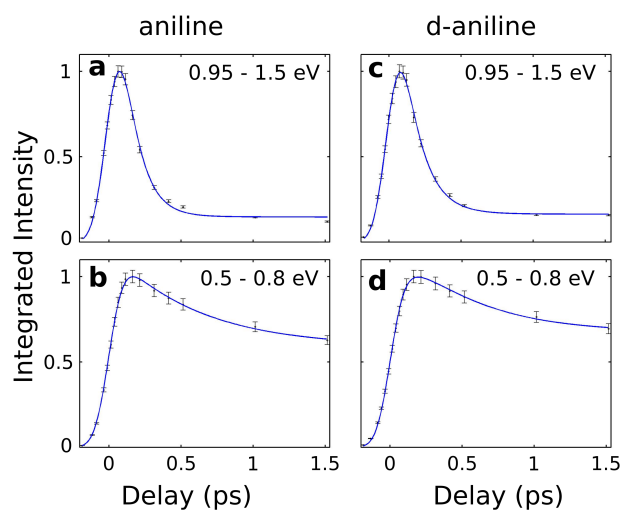 aniline
d-aniline
Integrated Intensity
a
0.95 - 1.5 eV
1
0.5
0
c
0.95 - 1.5 eV
b
0.5 - 0.8 eV
1
0.5
0
0
0.5
1
1.5
Delay (ps)
d
0.5 - 0.8 eV
0
0.5
1
1.5
Delay (ps)